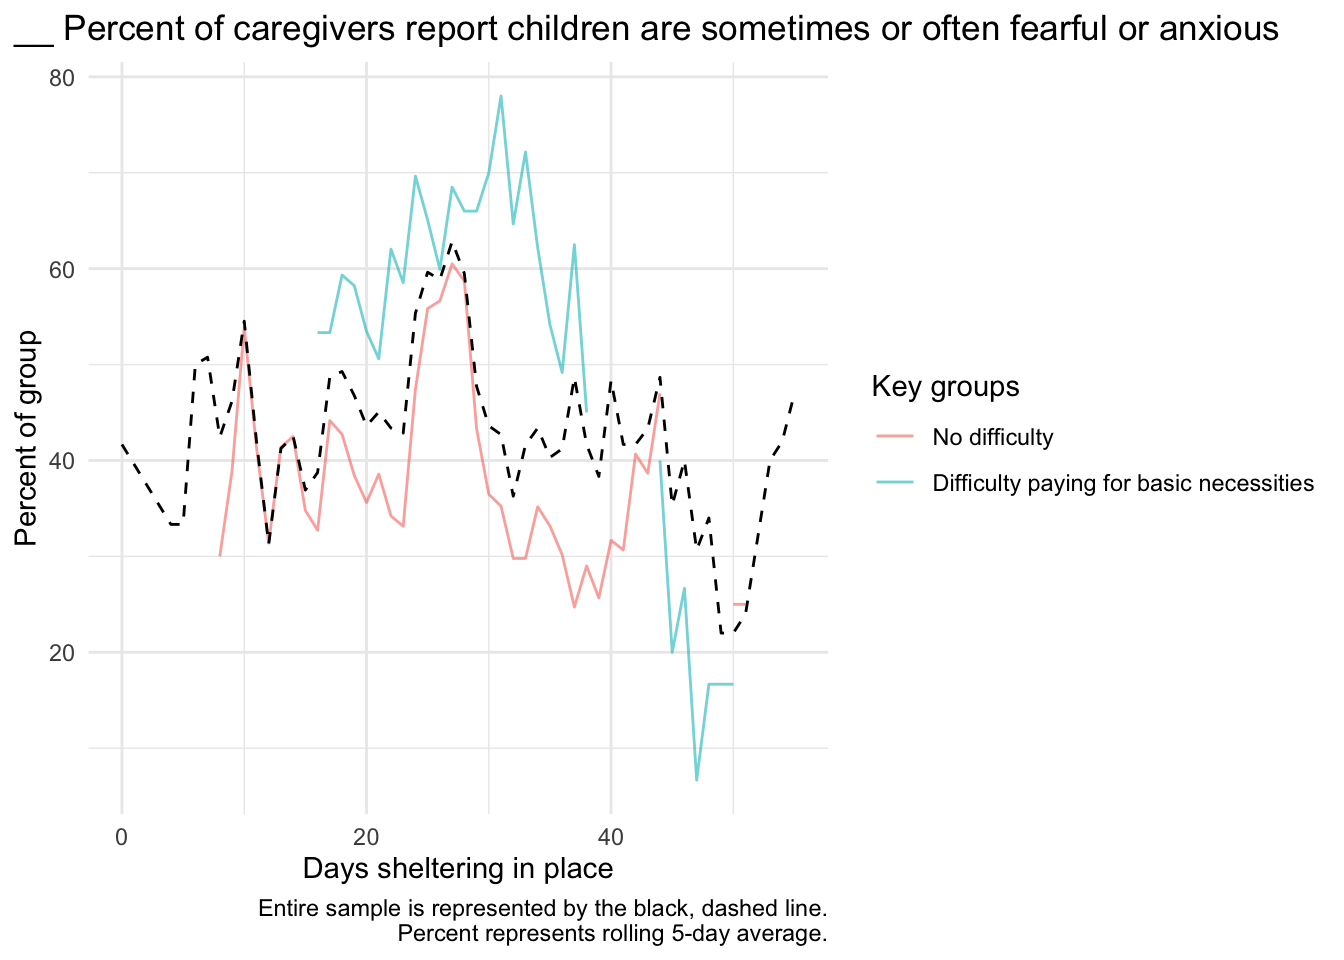 __ Percent of caregivers report children are sometimes or often fearful or anxious
80
60
40
20
Percent of group
0
20
40
Days sheltering in place
Key groups
No difficulty
Difficulty paying for basic necessities
Entire sample is represented by the black, dashed line.
Percent represents rolling 5-day average.